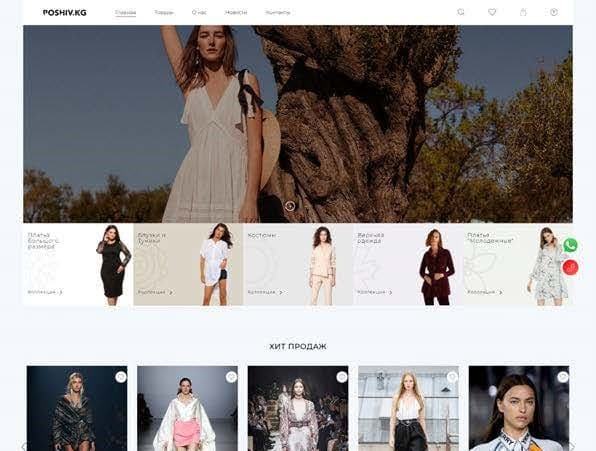 POSHIV.KG
Главная Товары О нас Новости Контакты
Платья
большого
размера
Коллекция
Блузки и
туники
Коллекция
Костюмы
Коллекция
Верхняя
одежда
Коллекция
Платья
"Молодежные"
Коллекция
ХИТ ПРОДАЖ